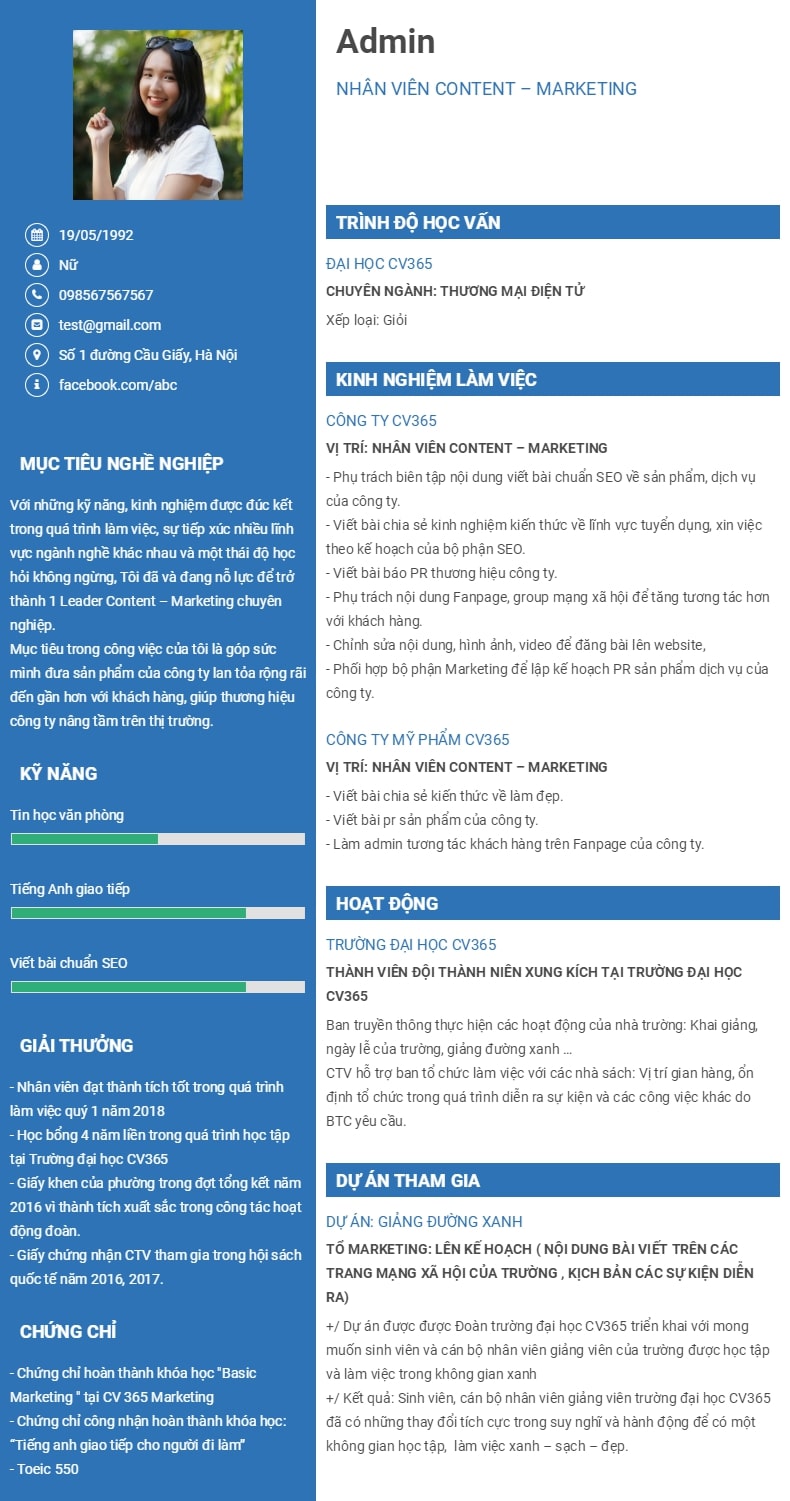 Admin
NHÂN VIÊN CONTENT – MARKETING
19/05/1992
Nữ
098567567567
test@gmail.com
Số 1 đường Cầu Giấy, Hà Nội
facebook.com/abc
MỤC TIÊU NGHỀ NGHIỆP
Với những kỹ năng, kinh nghiệm được đúc kết
trong quá trình làm việc, sự tiếp xúc nhiều lĩnh
vực ngành nghề khác nhau và một thái độ học
hỏi không ngừng, Tôi đã và đang nỗ lực để trở
thành 1 Leader Content – Marketing chuyên
nghiệp.
Mục tiêu trong công việc của tôi là góp sức
mình đưa sản phẩm của công ty lan tỏa rộng rãi
đến gần hơn với khách hàng, giúp thương hiệu
công ty nâng tầm trên thị trường.
KỸ NĂNG
Tin học văn phòng
Tiếng Anh giao tiếp
Viết bài chuẩn SEO
GIẢI THƯỞNG
- Nhân viên đạt thành tích tốt trong quá trình
làm việc quý 1 năm 2018
- Học bổng 4 năm liền trong quá trình học tập
tại Trường đại học CV365
- Giấy khen của phường trong đợt tổng kết năm
2016 vì thành tích xuất sắc trong công tác hoạt
động đoàn.
- Giấy chứng nhận CTV tham gia trong hội sách
quốc tế năm 2016, 2017.
CHỨNG CHỈ
- Chứng chỉ hoàn thành khóa học "Basic
Marketing " tại CV 365 Marketing
- Chứng chỉ công nhận hoàn thành khóa học:
“Tiếng anh giao tiếp cho người đi làm”
- Toeic 550
TRÌNH ĐỘ HỌC VẤN
ĐẠI HỌC CV365
CHUYÊN NGÀNH: THƯƠNG MẠI ĐIỆN TỬ
Xếp loại: Giỏi
KINH NGHIỆM LÀM VIỆC
CÔNG TY CV365
VỊ TRÍ: NHÂN VIÊN CONTENT – MARKETING
- Phụ trách biên tập nội dung viết bài chuẩn SEO về sản phẩm, dịch vụ
của công ty.
- Viết bài chia sẻ kinh nghiệm kiến thức về lĩnh vực tuyển dụng, xin việc
theo kế hoạch của bộ phận SEO.
- Viết bài báo PR thương hiệu công ty.
- Phụ trách nội dung Fanpage, group mạng xã hội để tăng tương tác hơn
với khách hàng.
- Chỉnh sửa nội dung, hình ảnh, video để đăng bài lên website,
- Phối hợp bộ phận Marketing để lập kế hoạch PR sản phẩm dịch vụ của
công ty.
CÔNG TY MỸ PHẨM CV365
VỊ TRÍ: NHÂN VIÊN CONTENT – MARKETING
- Viết bài chia sẻ kiến thức về làm đẹp.
- Viết bài pr sản phẩm của công ty.
- Làm admin tương tác khách hàng trên Fanpage của công ty.
HOẠT ĐỘNG
TRƯỜNG ĐẠI HỌC CV365
THÀNH VIÊN ĐỘI THÀNH NIÊN XUNG KÍCH TẠI TRƯỜNG ĐẠI HỌC
CV365
Ban truyền thông thực hiện các hoạt động của nhà trường: Khai giảng,
ngày lễ của trường, giảng đường xanh ...
CTV hỗ trợ ban tổ chức làm việc với các nhà sách: Vị trí gian hàng, ổn
định tổ chức trong quá trình diễn ra sự kiện và các công việc khác do
BTC yêu cầu.
DỰ ÁN THAM GIA
DỰ ÁN: GIẢNG ĐƯỜNG XANH
TỔ MARKETING: LÊN KẾ HOẠCH ( NỘI DUNG BÀI VIẾT TRÊN CÁC
TRANG MẠNG XÃ HỘI CỦA TRƯỜNG , KỊCH BẢN CÁC SỰ KIỆN DIỄN
RA)
+/ Dự án được được Đoàn trường đại học CV365 triển khai với mong
muốn sinh viên và cán bộ nhân viên giảng viên của trường được học tập
và làm việc trong không gian xanh
+/ Kết quả: Sinh viên, cán bộ nhân viên giảng viên trường đại học CV365
đã có những thay đổi tích cực trong suy nghĩ và hành động để có một
không gian học tập,  làm việc xanh – sạch – đẹp.